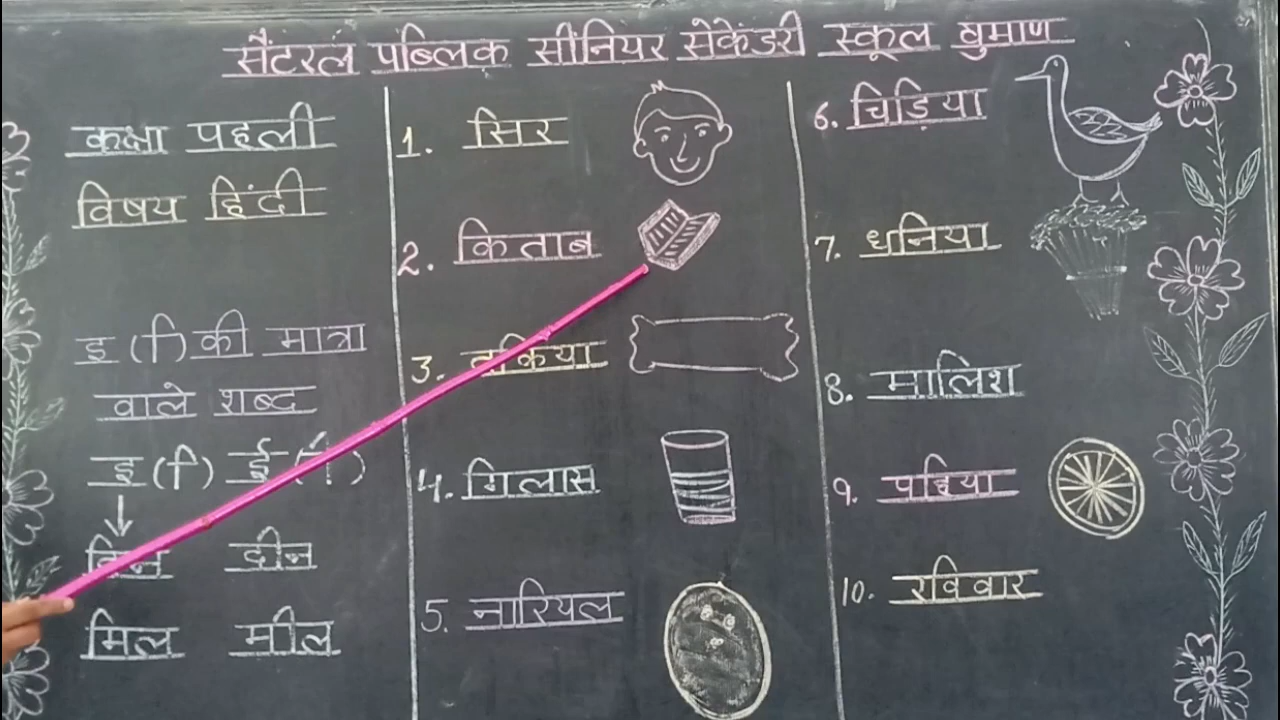 सैंटरल पब्लिक सीनियर सेकेंडरी स्कूल घुमाण
कक्षा पहली
विषय हिंदी
इ (ि) की मात्रा
वाले शब्द
इ (ि) ई (ी)
दिन दीन
मिल मील
1. सिर
2. किताब
3. तकिया
4. गिलास
5. नारियल
6. चिड़िया
7. धनिया
8. मालिश
9. पहिया
10. रविवार